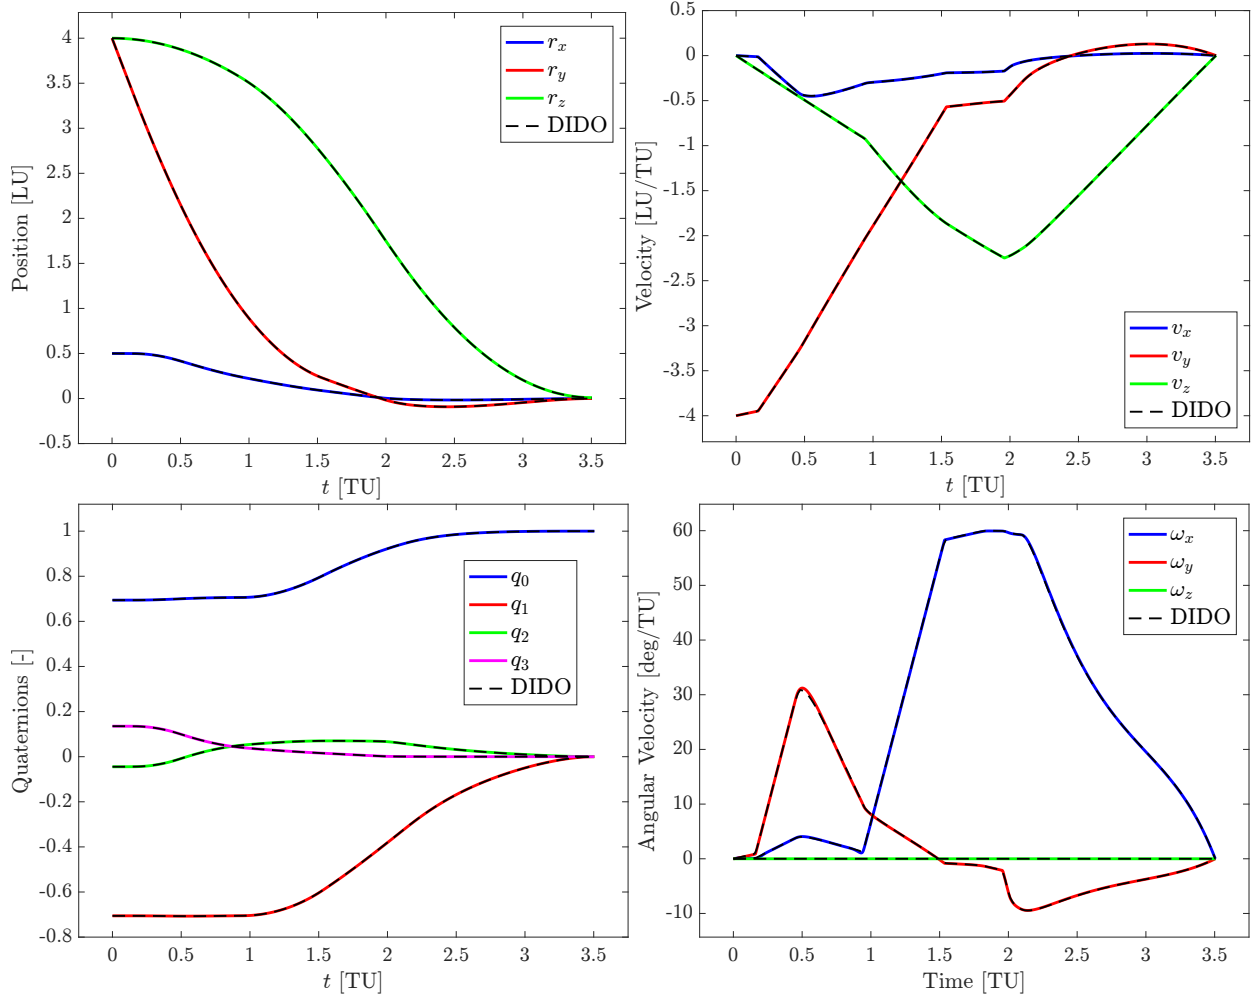 4
3.5
3
2.5
2
1.5
1
0.5
0
-0.5
Position [LU]
r_x
r_y
r_z
DIDO
0 0.5 1 1.5 2 2.5 3 3.5
t [TU]
0.5
0
-0.5
-1
-1.5
-2
-2.5
-3
-3.5
-4
Velocity [LU/TU]
v_x
v_y
v_z
DIDO
0 0.5 1 1.5 2 2.5 3 3.5
t [TU]
1
0.8
0.6
0.4
0.2
0
-0.2
-0.4
-0.6
-0.8
Quaternions [-]
q_0
q_1
q_2
q_3
DIDO
0 0.5 1 1.5 2 2.5 3 3.5
t [TU]
60
50
40
30
20
10
0
-10
Angular Velocity [deg/TU]
ω_x
ω_y
ω_z
DIDO
0 0.5 1 1.5 2 2.5 3 3.5
Time [TU]